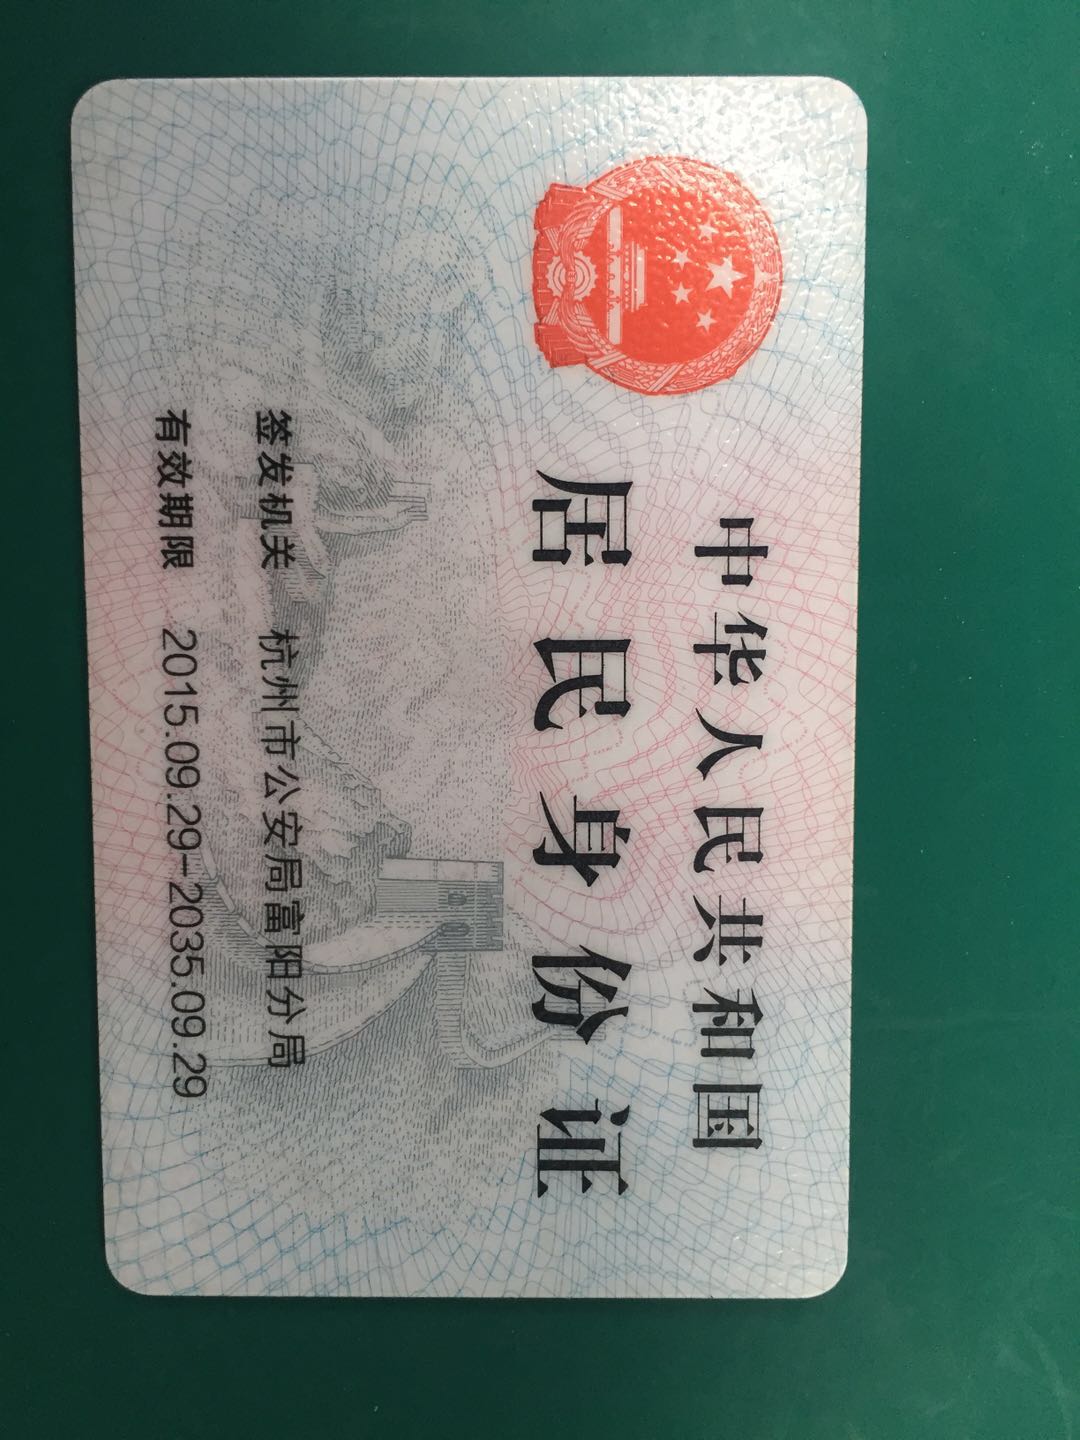 中华人民共和国
居民身份证
签发机关 杭州市公安局富阳分局
有效期限 2015.09.29-2035.09.29